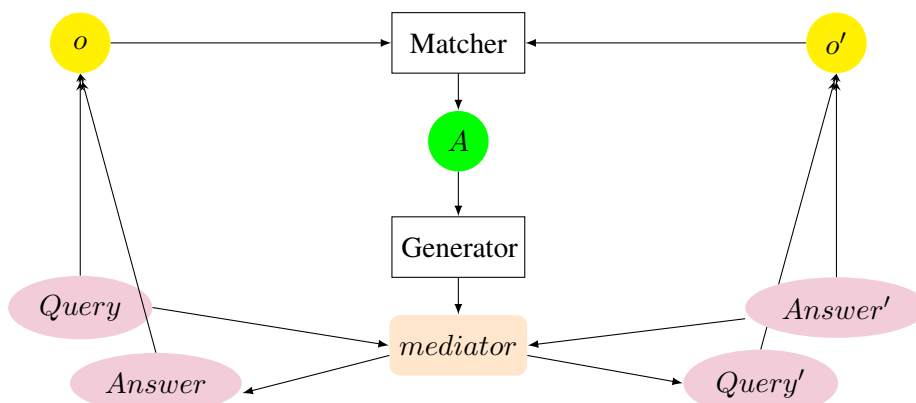 o
Matcher
o′
A
Generator
Query
Answer′
mediator
Answer
Query′